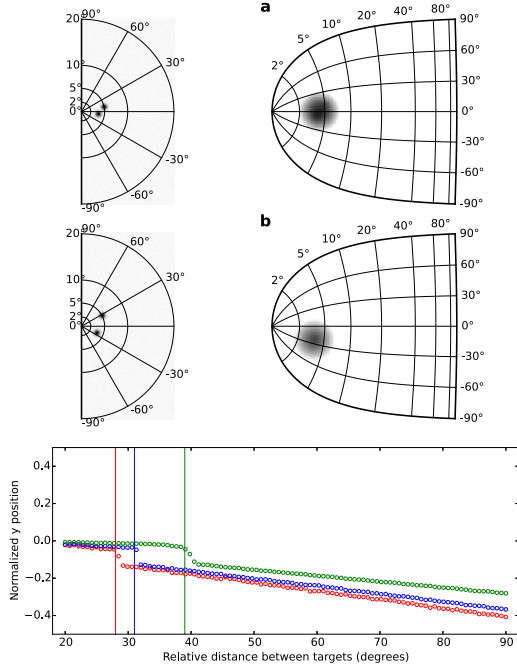 a
20° 90° 60° 30° 10° 5° 2° 0° -30° -60° -90°
2° 5° 10° 20° 40° 80° 90° 60° 30° 0° -30° -60° -90°
b
20° 90° 60° 30° 10° 5° 2° 0° -30° -60° -90°
2° 5° 10° 20° 40° 80° 90° 60° 30° 0° -30° -60° -90°
Normalized y position
0.4
0.2
0.0
−0.2
−0.4
20 30 40 50 60 70 80 90
Relative distance between targets (degrees)